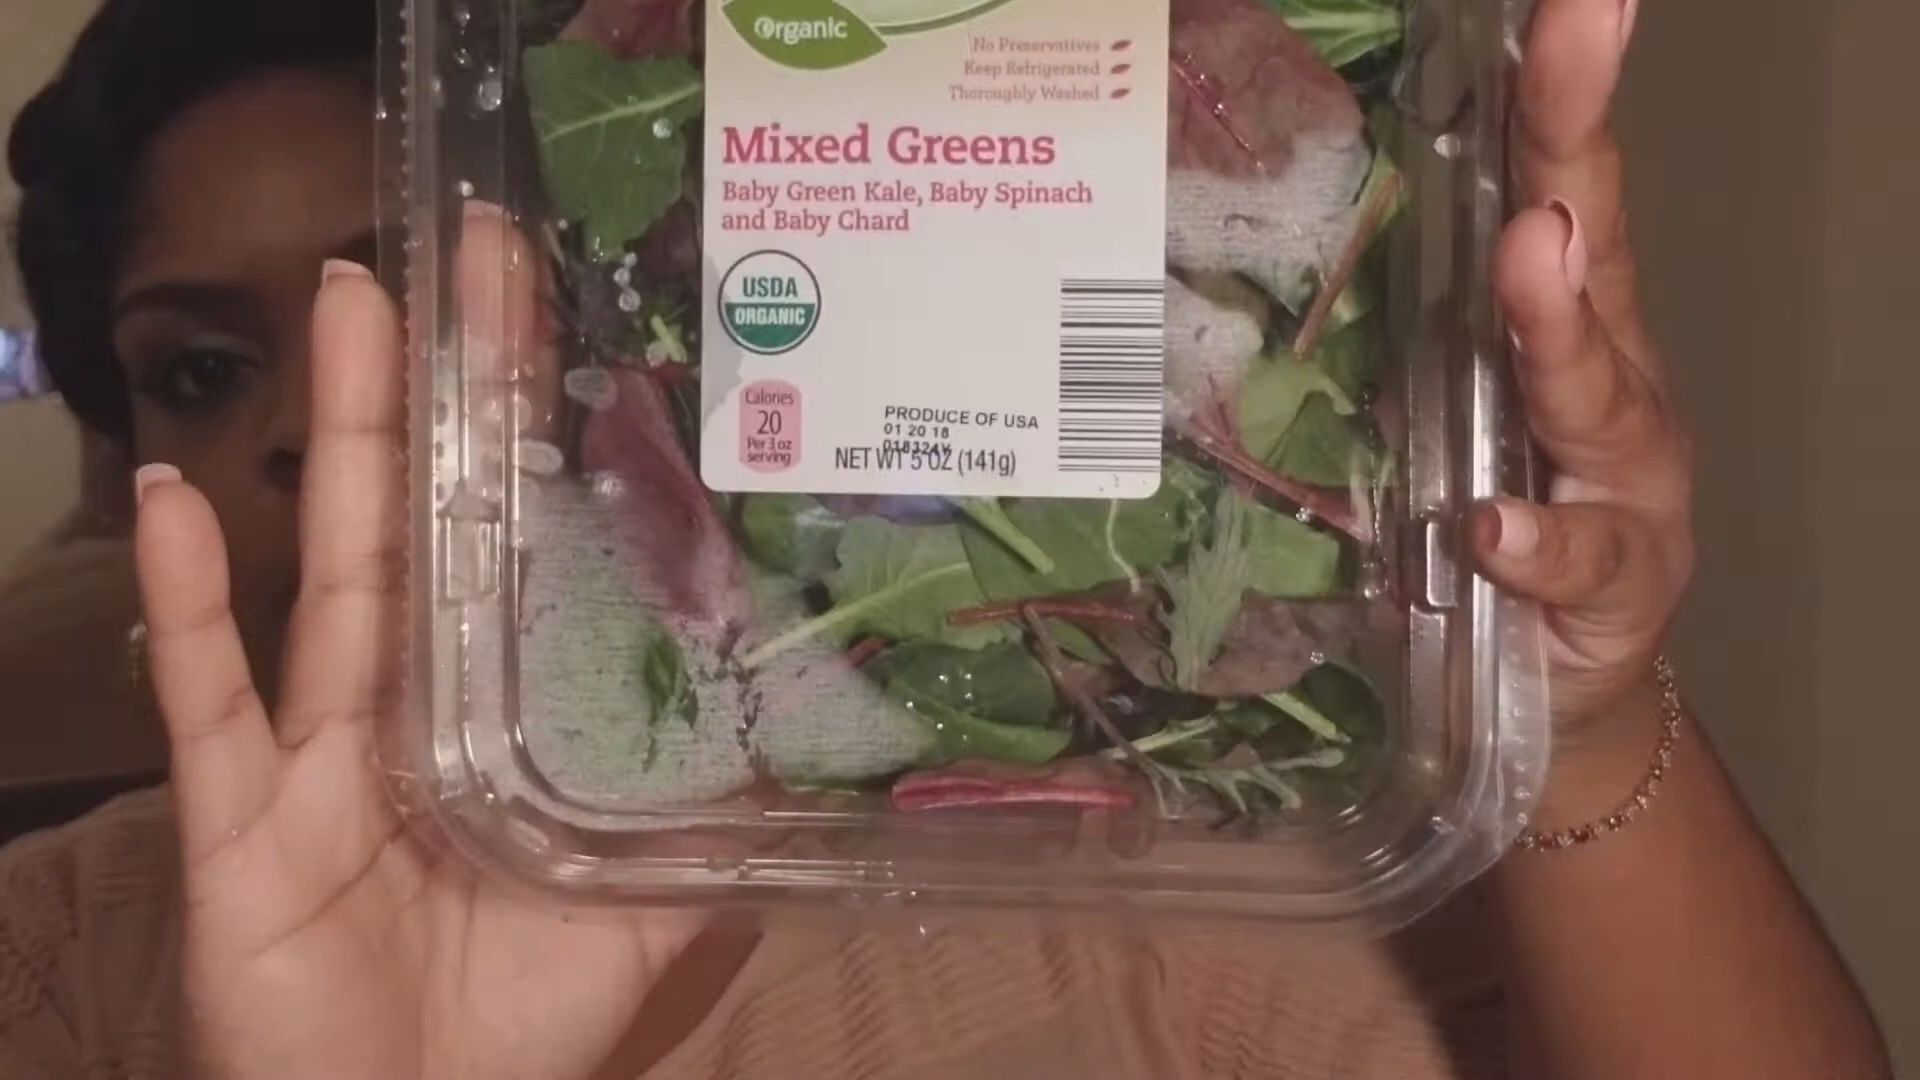 Organic
No Preservatives
Keep Refrigerated
Thoroughly Washed
Mixed Greens
Baby Green Kale, Baby Spinach
and Baby Chard
USDA
ORGANIC
Calories
20
Per 3 oz
serving
PRODUCE OF USA
01 20 18
NET WT 5 OZ (141g)